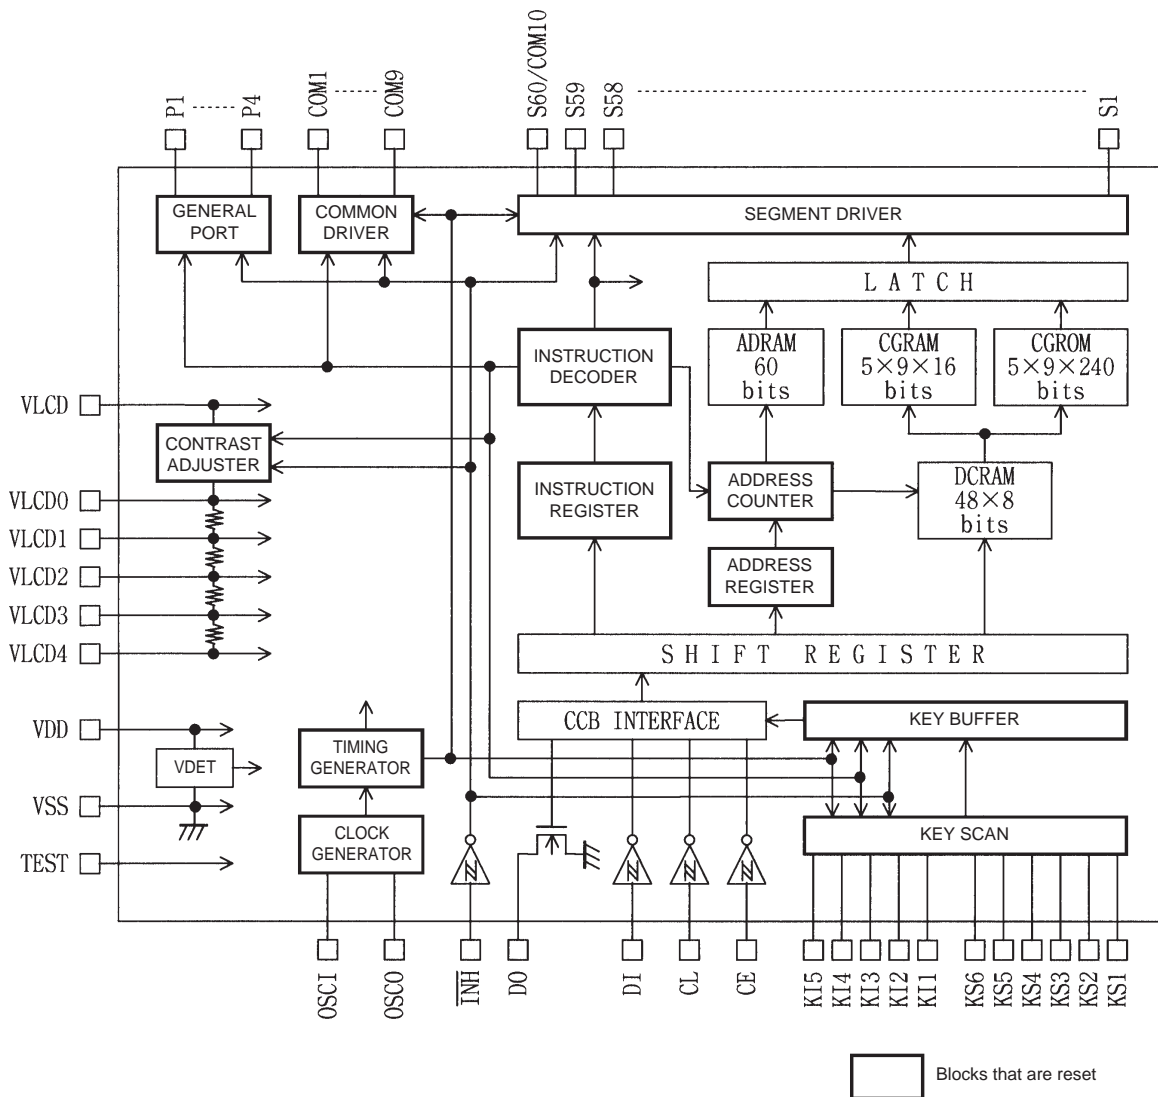 P1
P4
COM1
COM9
S60/COM10
S59
S58
S1
GENERAL
PORT
COMMON
DRIVER
SEGMENT DRIVER
LATCH
INSTRUCTION
DECODER
ADRAM
60
bits
CGRAM
5×9×16
bits
CGROM
5×9×240
bits
VLCD
CONTRAST
ADJUSTER
INSTRUCTION
REGISTER
ADDRESS
COUNTER
DCRAM
48×8
bits
VLCD0
VLCD1
VLCD2
VLCD3
VLCD4
ADDRESS
REGISTER
SHIFT REGISTER
VDD
VDET
VSS
TEST
TIMING
GENERATOR
CCB INTERFACE
KEY BUFFER
CLOCK
GENERATOR
KEY SCAN
OSCI
OSCO
INH
DO
DI
CL
CE
KI5
KI4
KI3
KI2
KI1
KS6
KS5
KS4
KS3
KS2
KS1
Blocks that are reset